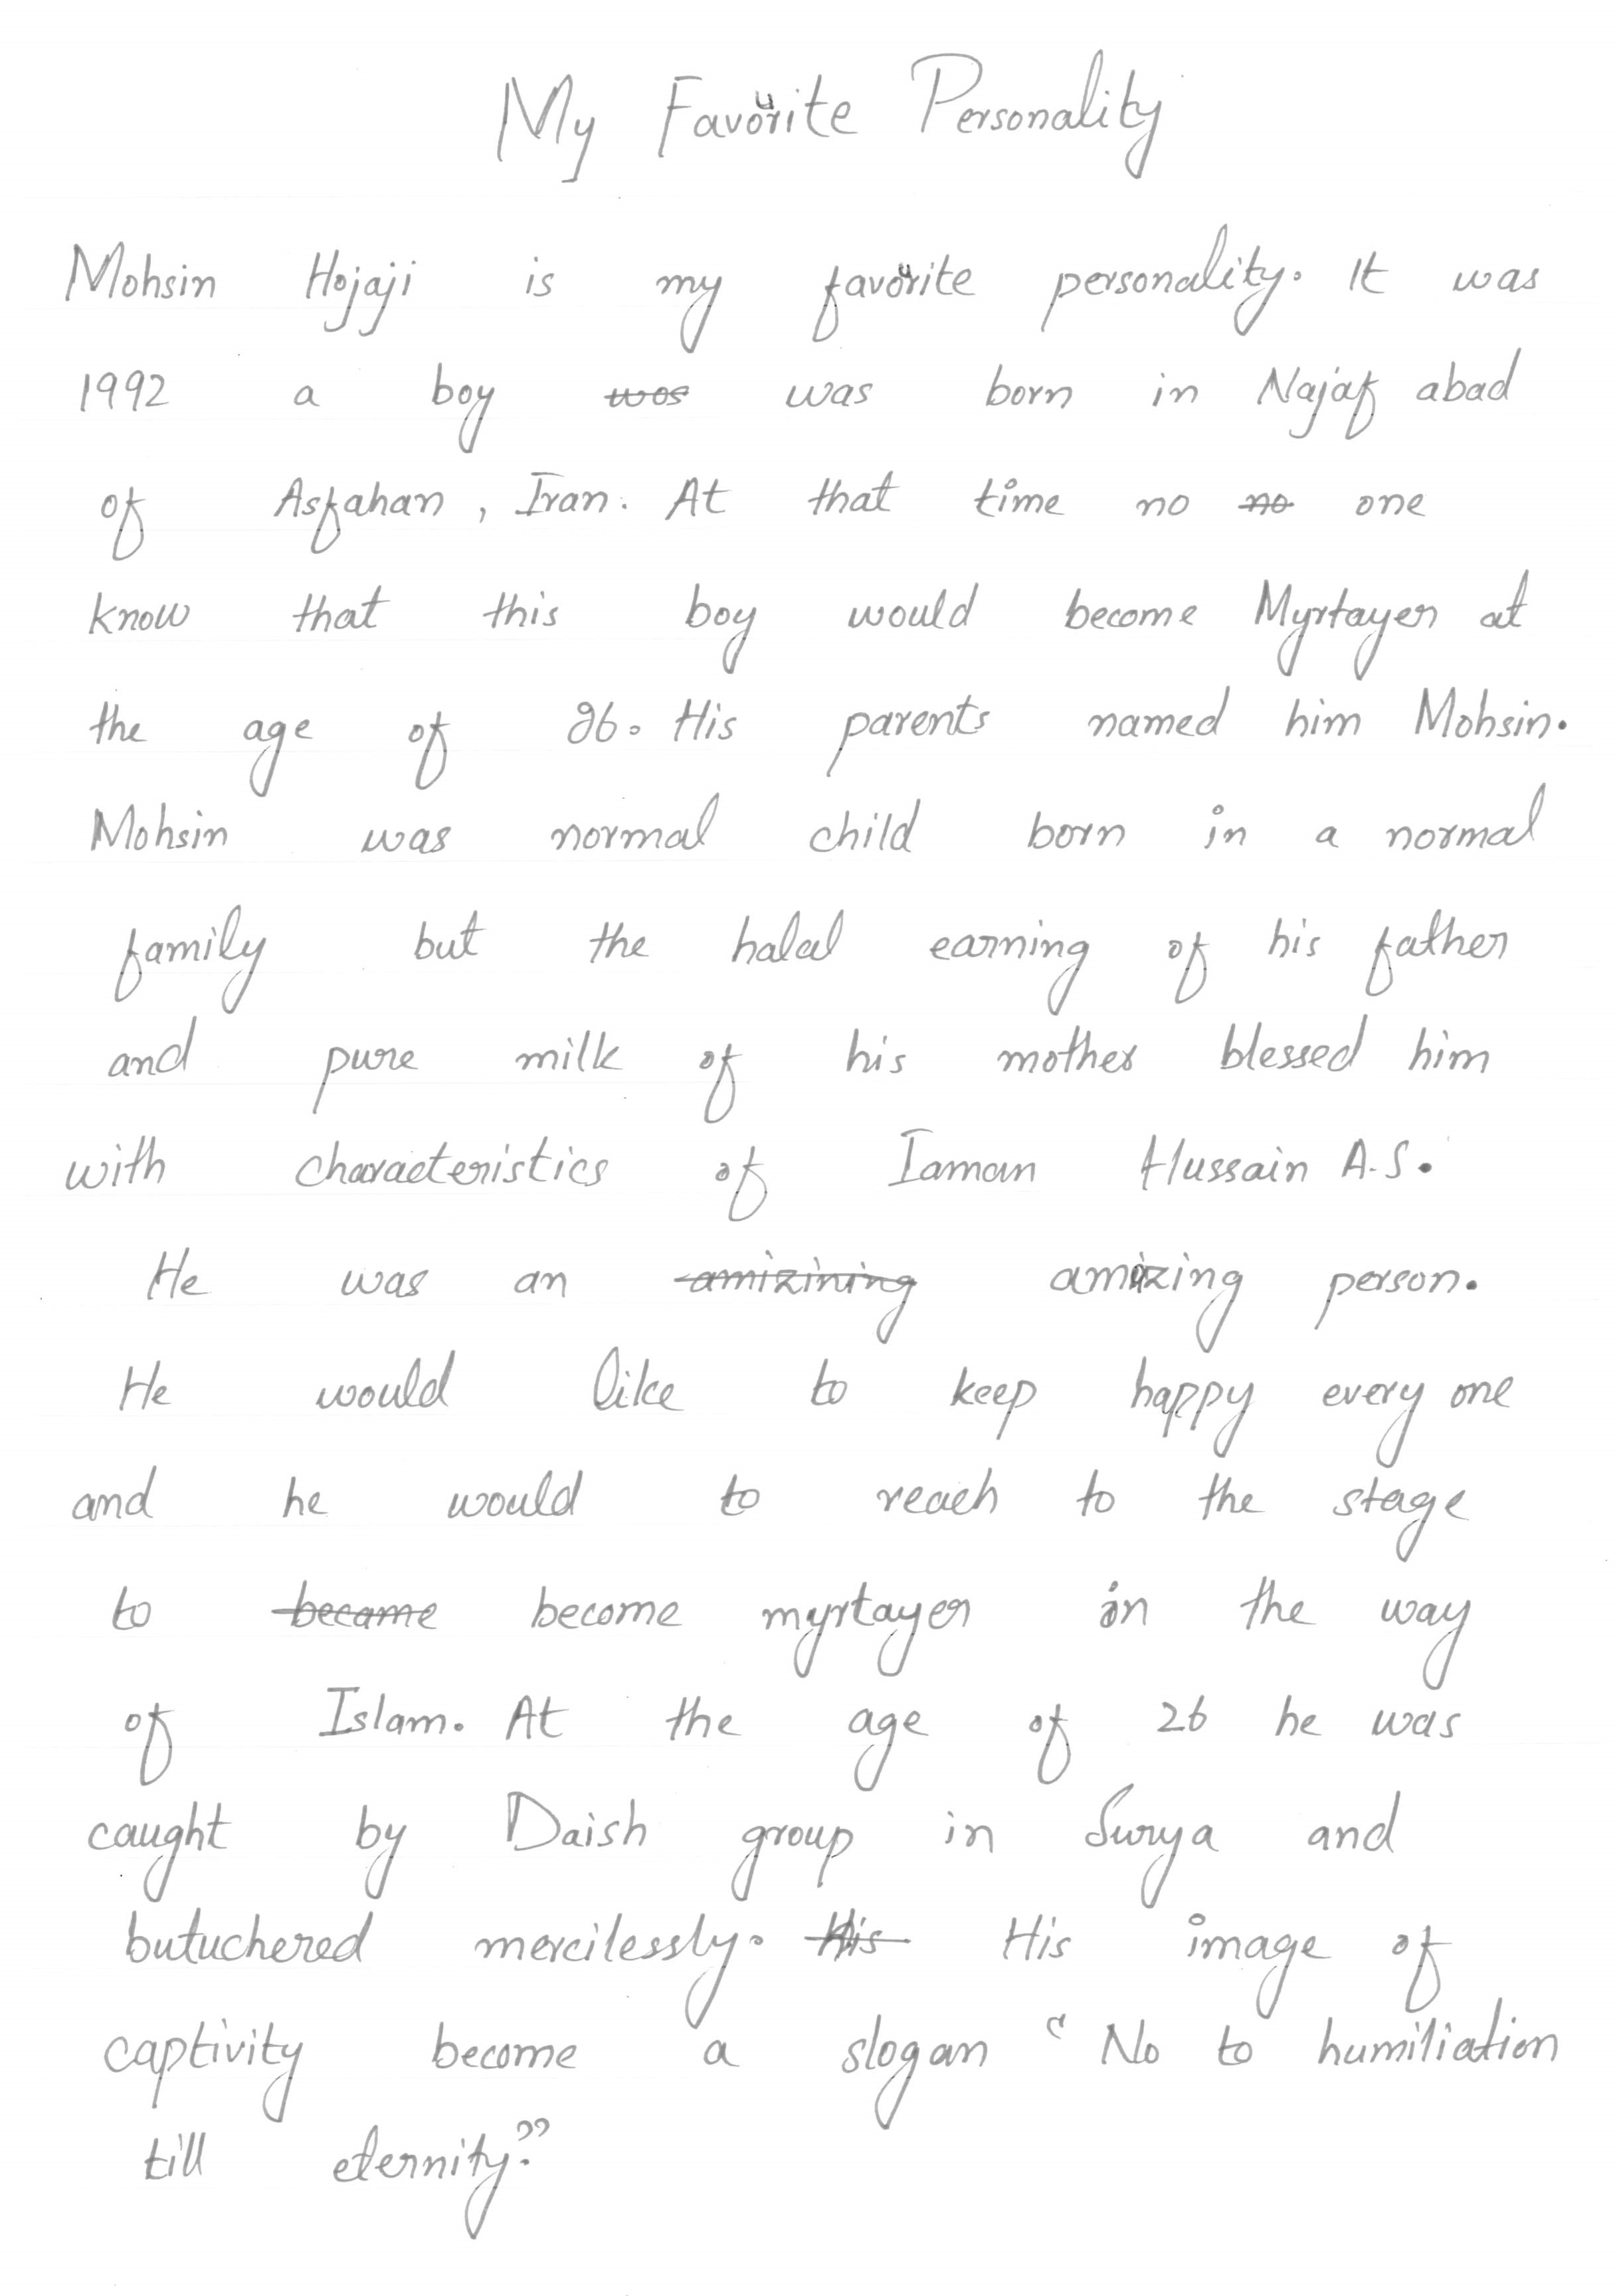 My Favourite Personality
Mohsin Hojaji is my favourite personality. It was
1992 a boy wos was born in Najaf abad
of Asfahan, Iran. At that time no no one
know that this boy would become Myrtayer at
the age of 26. His parents named him Mohsin.
Mohsin was normal child born in a normal
family but the halal earning of his father
and pure milk of his mother blessed him
with characteristics of Iamam Hussain A.S.
He was an amizining amazing person.
He would like to keep happy every one
and he would to reach to the stage
to became become myrtayer in the way
of Islam. At the age of 26 he was
caught by Daish group in Surya and
butuchered mercilessly. His His image of
captivity become a slogan "No to humiliation
till eternity."